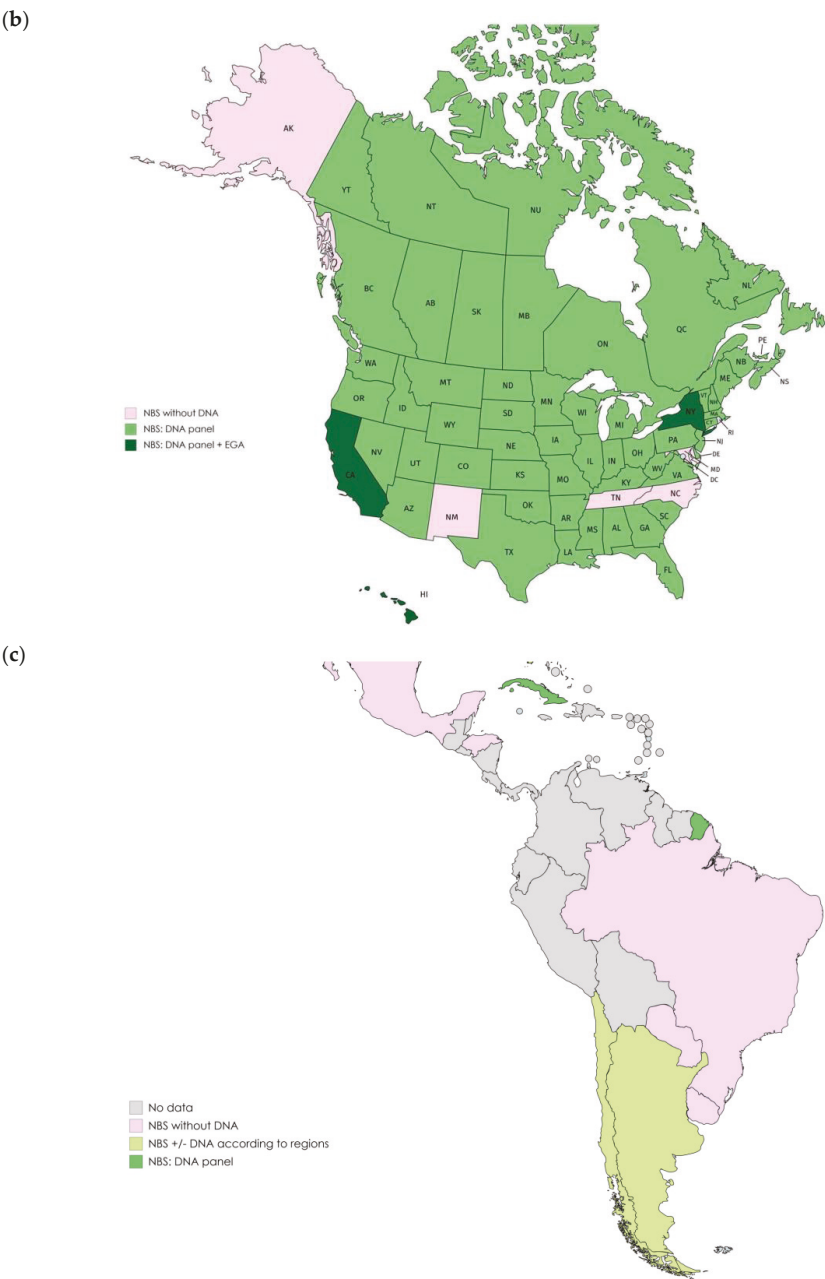 (b)
AK
YT
NT
NU
BC
AB
SK
MB
ON
QC
NL
PE
NB
NS
WA
OR
ID
MT
ND
SD
MN
WI
MI
NY
VT
NH
ME
MA
CT
RI
NBS without DNA
NBS: DNA panel
NBS: DNA panel + EGA
CA
NV
UT
WY
CO
NE
KS
IA
MO
IL
IN
OH
PA
NJ
DE
MD
DC
WV
VA
KY
TN
NC
SC
AZ
NM
OK
AR
TX
LA
MS
AL
GA
FL
HI
(c)
No data
NBS without DNA
NBS +/- DNA according to regions
NBS: DNA panel